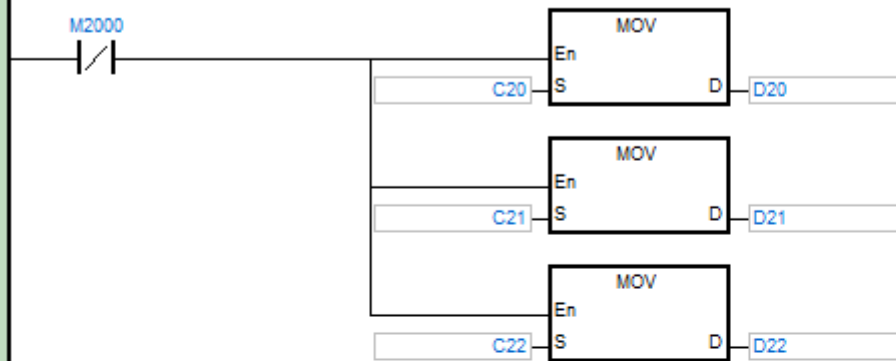 M2000
MOV
En
C20 S D D20
MOV
En
C21 S D D21
MOV
En
C22 S D D22